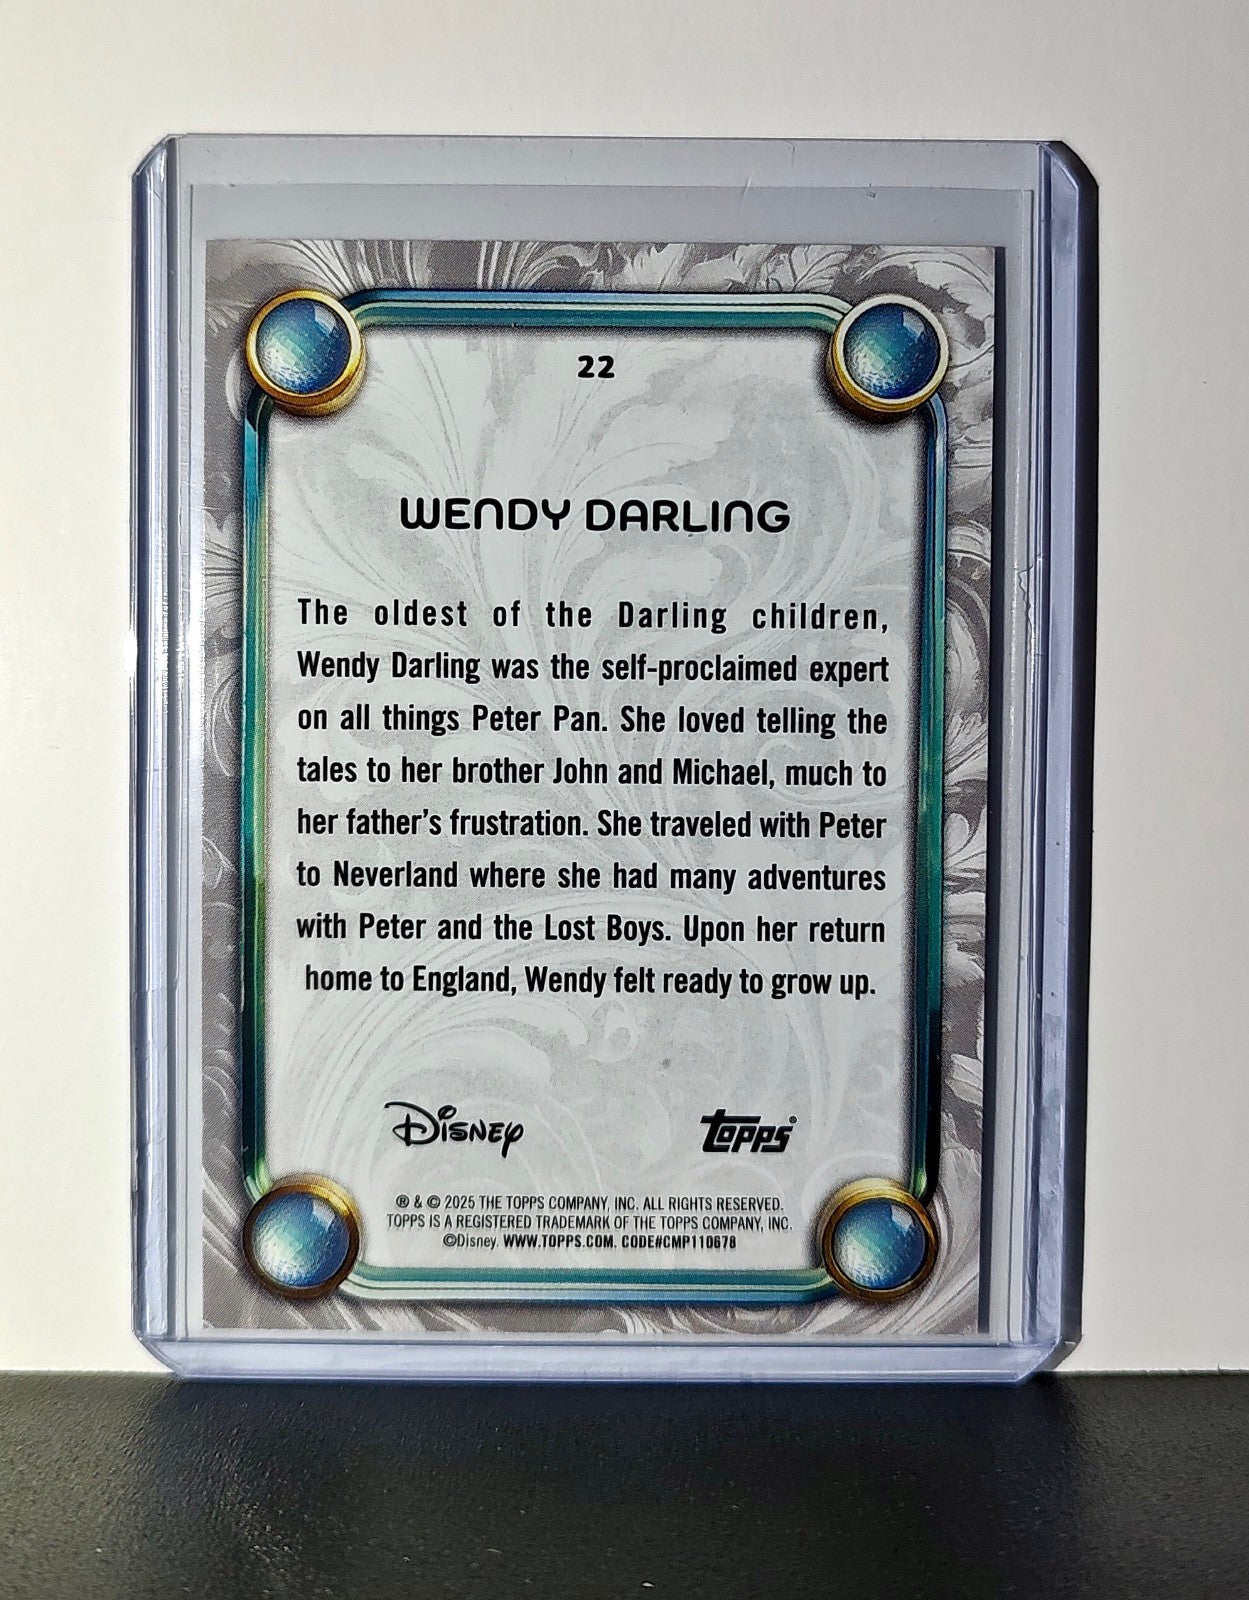 22
WENDY DARLING
The oldest of the Darling children,
Wendy Darling was the self-proclaimed expert
on all things Peter Pan. She loved telling the
tales to her brother John and Michael, much to
her father's frustration. She traveled with Peter
to Neverland where she had many adventures
with Peter and the Lost Boys. Upon her return
home to England, Wendy felt ready to grow up.
Disney topps®
® & © 2025 THE TOPPS COMPANY, INC. ALL RIGHTS RESERVED.
TOPPS IS A REGISTERED TRADEMARK OF THE TOPPS COMPANY, INC.
©Disney. WWW.TOPPS.COM. CODE#CMP110678